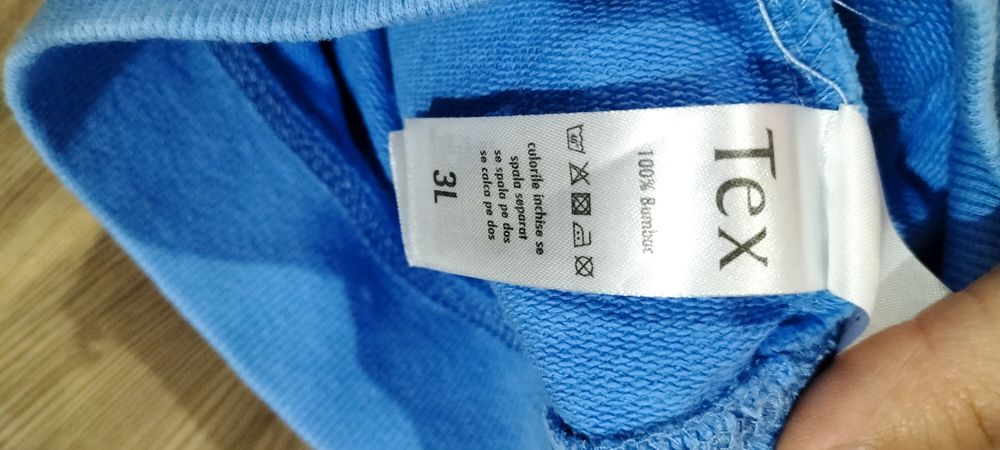 Tex
100% Bumbac
culorile inchise se
spala separat
se spala pe dos
se calca pe dos
3L